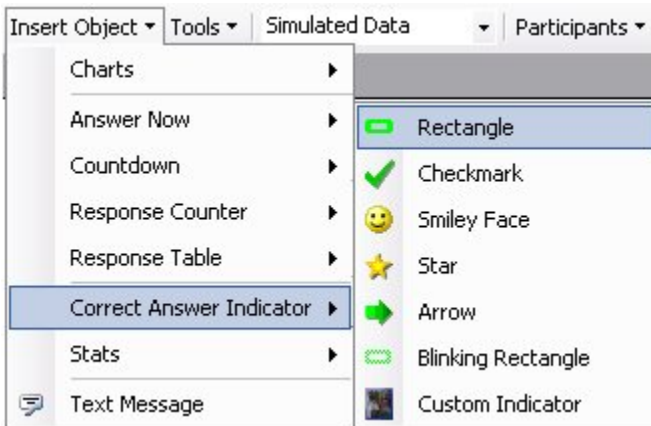 Insert Object Tools Simulated Data Participants
Charts
Answer Now
Countdown
Response Counter
Response Table
Correct Answer Indicator
Stats
Text Message
Rectangle
Checkmark
Smiley Face
Star
Arrow
Blinking Rectangle
Custom Indicator